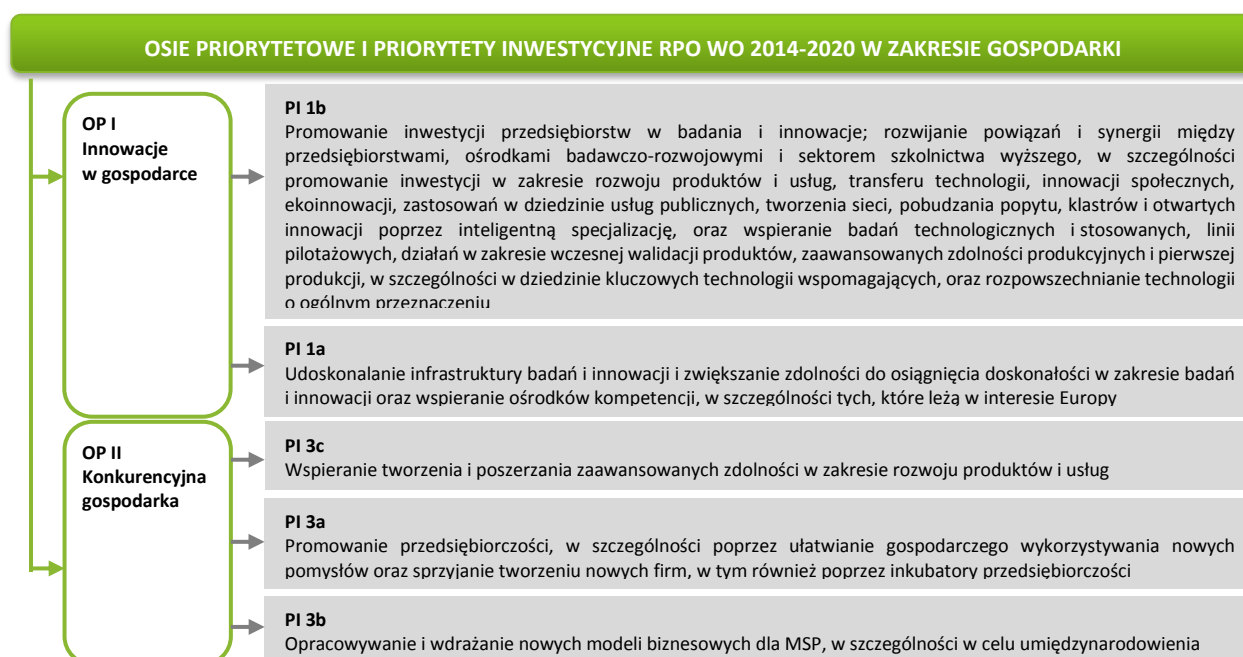 OSIE PRIORYTETOWE I PRIORYTETY INWESTYCYJNE RPO WO 2014-2020 W ZAKRESIE GOSPODARKI
OP I
Innowacje
w gospodarce
PI 1b
Promowanie inwestycji przedsiębiorstw w badania i innowacje; rozwijanie powiązań i synergii między
przedsiębiorstwami, ośrodkami badawczo-rozwojowymi i sektorem szkolnictwa wyższego, w szczególności
promowanie inwestycji w zakresie rozwoju produktów i usług, transferu technologii, innowacji społecznych,
ekoinnowacji, zastosowań w dziedzinie usług publicznych, tworzenia sieci, pobudzania popytu, klastrów i otwartych
innowacji poprzez inteligentną specjalizację, oraz wspieranie badań technologicznych i stosowanych, linii
pilotażowych, działań w zakresie wczesnej walidacji produktów, zaawansowanych zdolności produkcyjnych i pierwszej
produkcji, w szczególności w dziedzinie kluczowych technologii wspomagających, oraz rozpowszechnianie technologii
o ogólnym przeznaczeniu
PI 1a
Udoskonalanie infrastruktury badań i innowacji i zwiększanie zdolności do osiągnięcia doskonałości w zakresie badań
i innowacji oraz wspieranie ośrodków kompetencji, w szczególności tych, które leżą w interesie Europy
OP II
Konkurencyjna
gospodarka
PI 3c
Wspieranie tworzenia i poszerzania zaawansowanych zdolności w zakresie rozwoju produktów i usług
PI 3a
Promowanie przedsiębiorczości, w szczególności poprzez ułatwianie gospodarczego wykorzystywania nowych
pomysłów oraz sprzyjanie tworzeniu nowych firm, w tym również poprzez inkubatory przedsiębiorczości
PI 3b
Opracowywanie i wdrażanie nowych modeli biznesowych dla MSP, w szczególności w celu umiędzynarodowienia